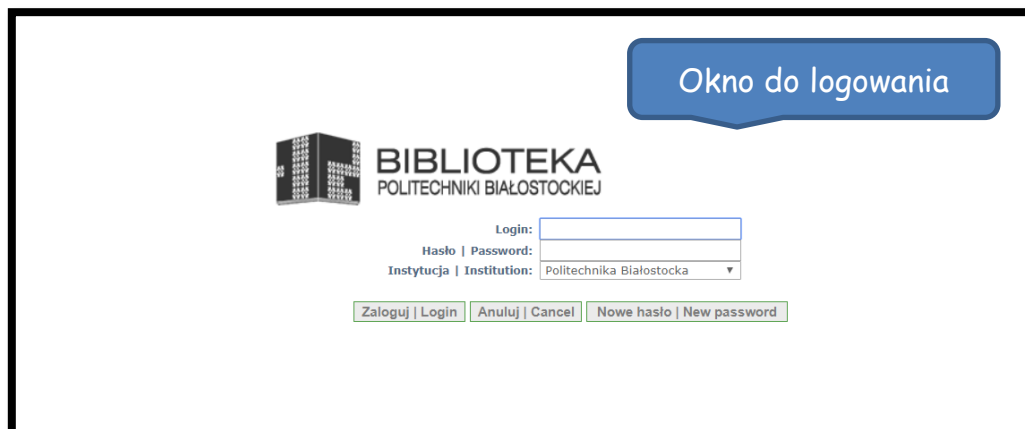 Okno do logowania
BIBLIOTEKA
POLITECHNIKI BIAŁOSTOCKIEJ
Login:
Hasło | Password:
Instytucja | Institution: Politechnika Białostocka
Zaloguj | Login Anuluj | Cancel Nowe hasło | New password